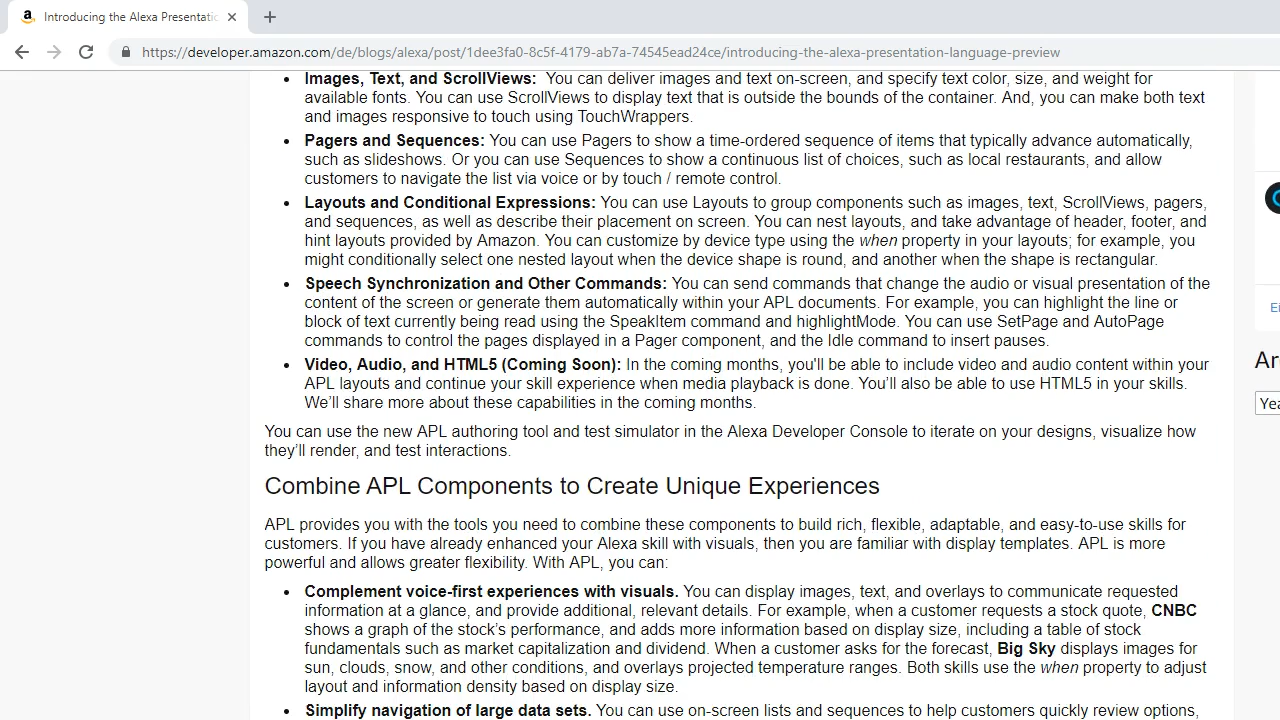 Introducing the Alexa Presentatio
https://developer.amazon.com/de/blogs/alexa/post/1dee3fa0-8c5f-4179-ab7a-74545ead24ce/introducing-the-alexa-presentation-language-preview
• Images, Text, and ScrollViews:  You can deliver images and text on-screen, and specify text color, size, and weight for
available fonts. You can use ScrollViews to display text that is outside the bounds of the container. And, you can make both text
and images responsive to touch using TouchWrappers.
• Pagers and Sequences: You can use Pagers to show a time-ordered sequence of items that typically advance automatically,
such as slideshows. Or you can use Sequences to show a continuous list of choices, such as local restaurants, and allow
customers to navigate the list via voice or by touch / remote control.
• Layouts and Conditional Expressions: You can use Layouts to group components such as images, text, ScrollViews, pagers,
and sequences, as well as describe their placement on screen. You can nest layouts, and take advantage of header, footer, and
hint layouts provided by Amazon. You can customize by device type using the when property in your layouts; for example, you
might conditionally select one nested layout when the device shape is round, and another when the shape is rectangular.
• Speech Synchronization and Other Commands: You can send commands that change the audio or visual presentation of the
content of the screen or generate them automatically within your APL documents. For example, you can highlight the line or
block of text currently being read using the SpeakItem command and highlightMode. You can use SetPage and AutoPage
commands to control the pages displayed in a Pager component, and the Idle command to insert pauses.
• Video, Audio, and HTML5 (Coming Soon): In the coming months, you'll be able to include video and audio content within your
APL layouts and continue your skill experience when media playback is done. You’ll also be able to use HTML5 in your skills.
We’ll share more about these capabilities in the coming months.
You can use the new APL authoring tool and test simulator in the Alexa Developer Console to iterate on your designs, visualize how
they’ll render, and test interactions.
Combine APL Components to Create Unique Experiences
APL provides you with the tools you need to combine these components to build rich, flexible, adaptable, and easy-to-use skills for
customers. If you have already enhanced your Alexa skill with visuals, then you are familiar with display templates. APL is more
powerful and allows greater flexibility. With APL, you can:
• Complement voice-first experiences with visuals. You can display images, text, and overlays to communicate requested
information at a glance, and provide additional, relevant details. For example, when a customer requests a stock quote, CNBC
shows a graph of the stock’s performance, and adds more information based on display size, including a table of stock
fundamentals such as market capitalization and dividend. When a customer asks for the forecast, Big Sky displays images for
sun, clouds, snow, and other conditions, and overlays projected temperature ranges. Both skills use the when property to adjust
layout and information density based on display size.
• Simplify navigation of large data sets. You can use on-screen lists and sequences to help customers quickly review options,
Ei
Ar
Yea